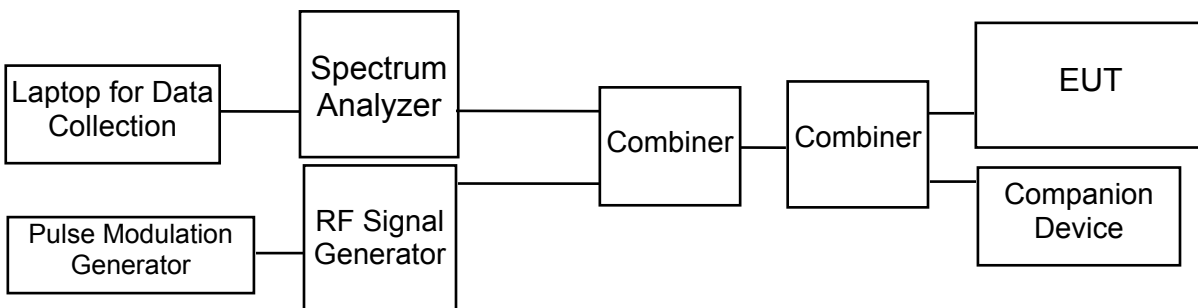 Laptop for Data
Collection
Spectrum
Analyzer
Pulse Modulation
Generator
RF Signal
Generator
Combiner
Combiner
EUT
Companion
Device